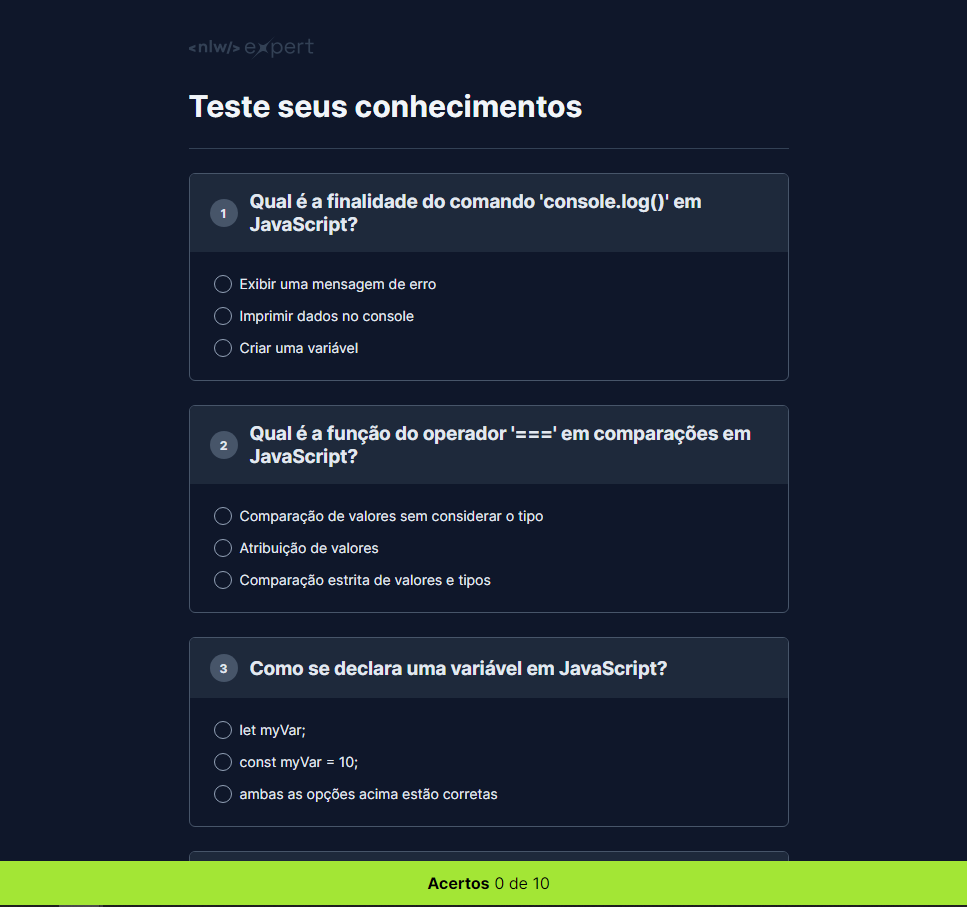 <nlw/> expert
Teste seus conhecimentos
1
Qual é a finalidade do comando 'console.log()' em
JavaScript?
Exibir uma mensagem de erro
Imprimir dados no console
Criar uma variável
2
Qual é a função do operador '===' em comparações em
JavaScript?
Comparação de valores sem considerar o tipo
Atribuição de valores
Comparação estrita de valores e tipos
3
Como se declara uma variável em JavaScript?
let myVar;
const myVar = 10;
ambas as opções acima estão corretas
Acertos 0 de 10